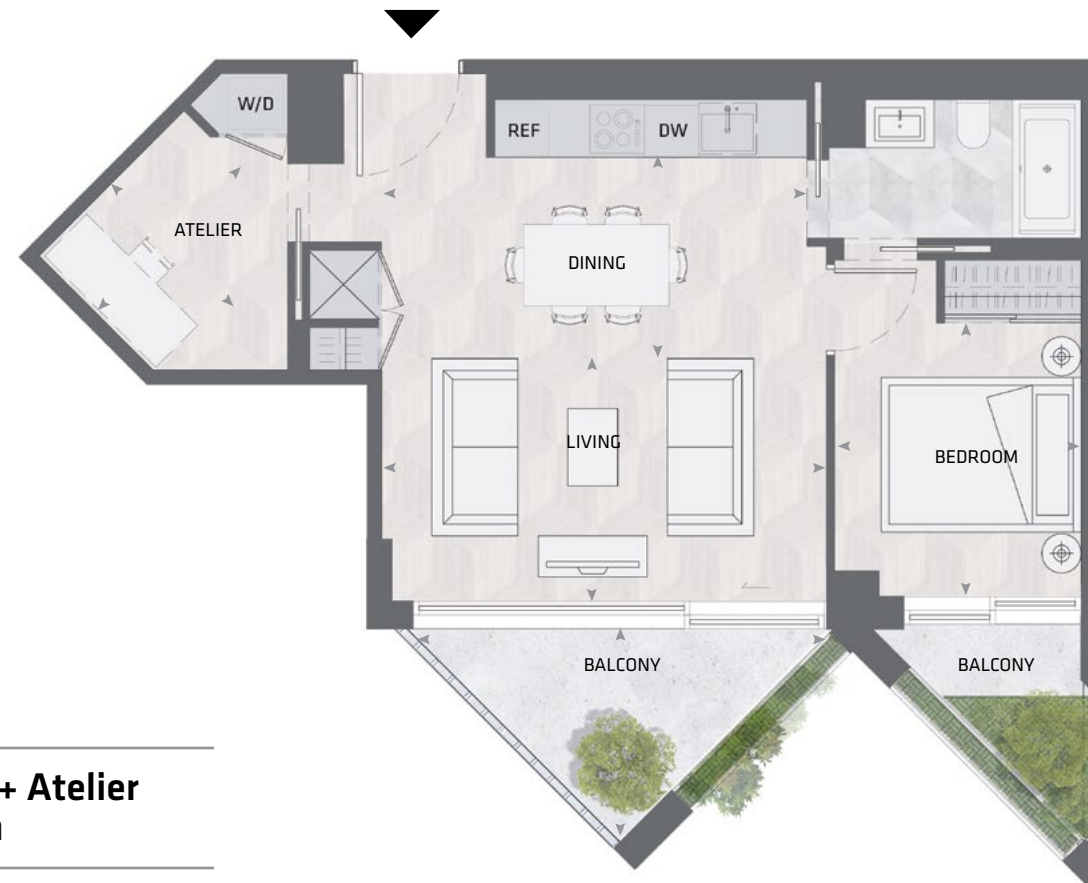 W/D
REF
DW
ATELIER
DINING
LIVING
BEDROOM
BALCONY
BALCONY
+ Atelier